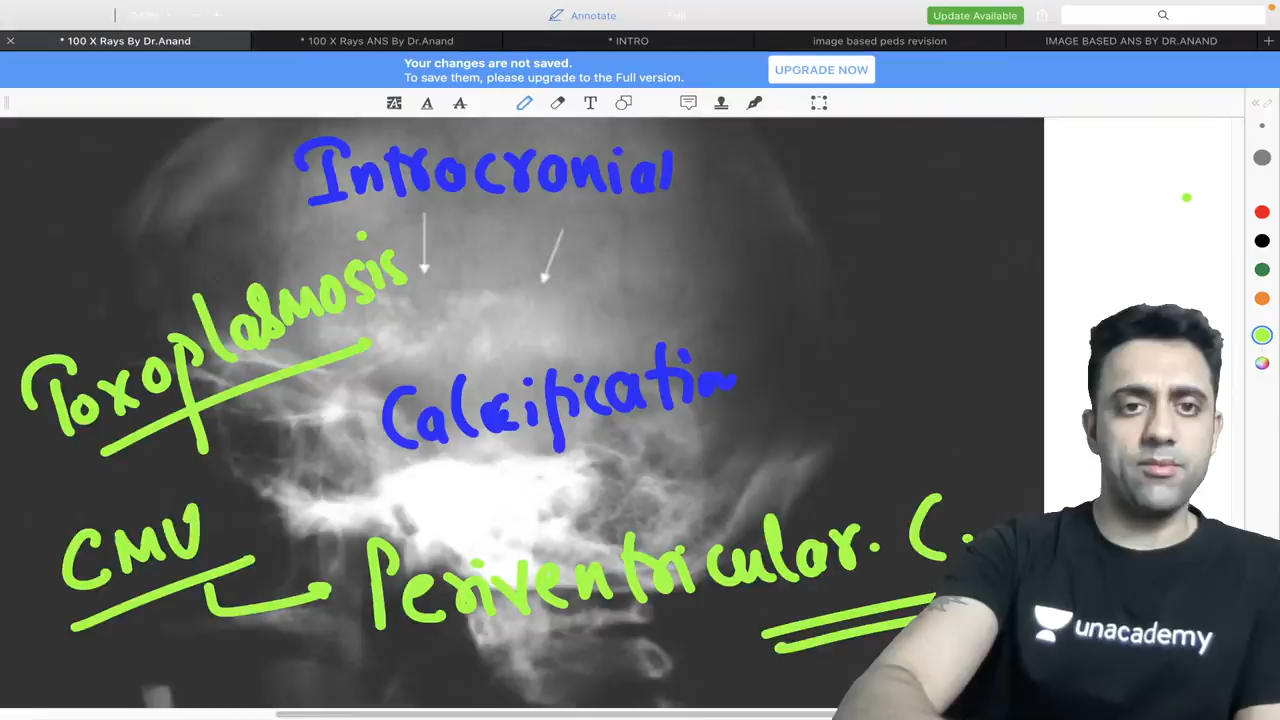 Annotate
Full
Update Available
* 100 X Rays By Dr.Anand
* 100 X Rays ANS By Dr.Anand
* INTRO
image based peds revision
IMAGE BASED ANS BY DR.ANAND
Your changes are not saved.
To save them, please upgrade to the Full version.
UPGRADE NOW
Introcronial
Toxoplasmosis
Calcification
CMV
Periventricular. C.
unacademy